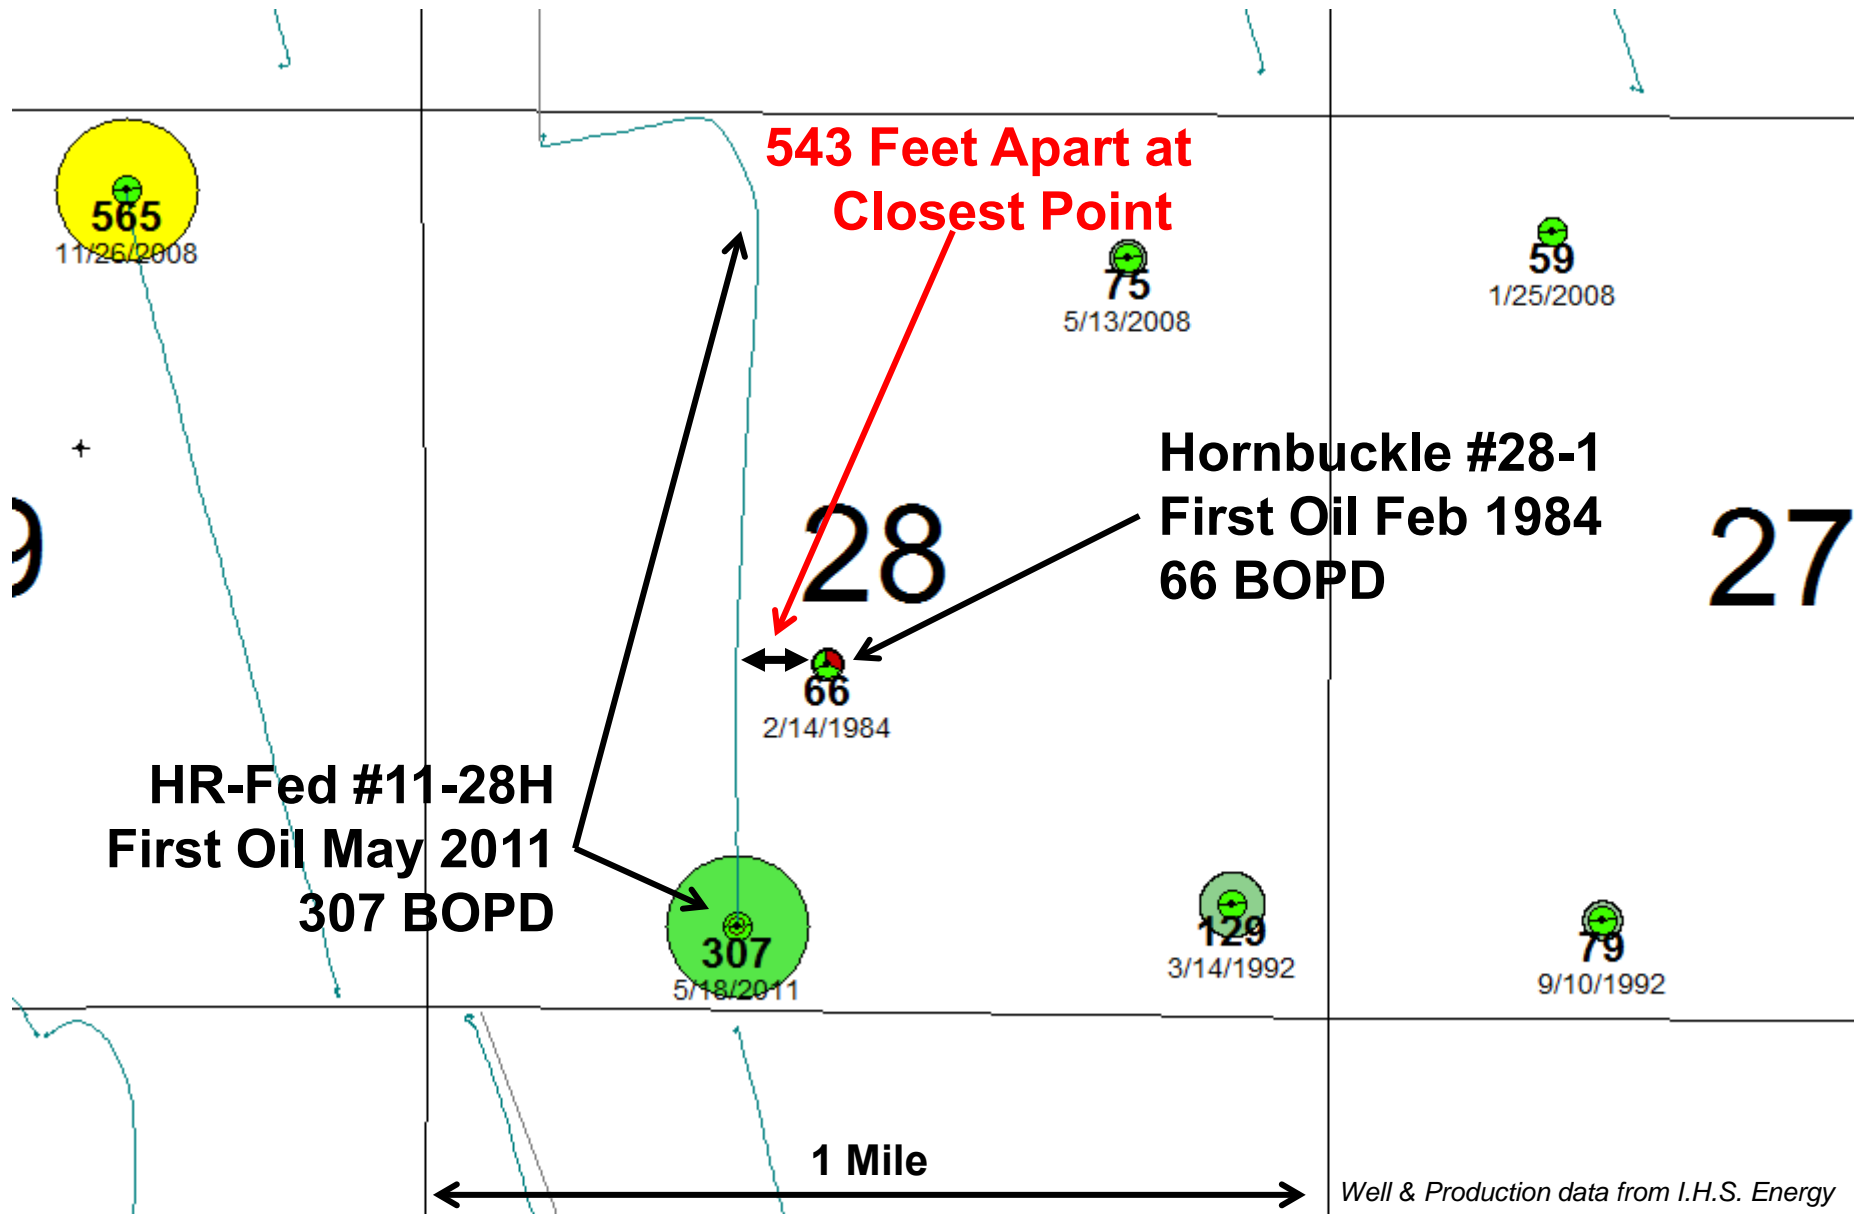 543 Feet Apart at
Closest Point
565
11/26/2008
75
5/13/2008
59
1/25/2008
Hornbuckle #28-1
First Oil Feb 1984
66 BOPD
9
28
27
66
2/14/1984
HR-Fed #11-28H
First Oil May 2011
307 BOPD
307
5/18/2011
129
3/14/1992
79
9/10/1992
1 Mile
Well & Production data from I.H.S. Energy